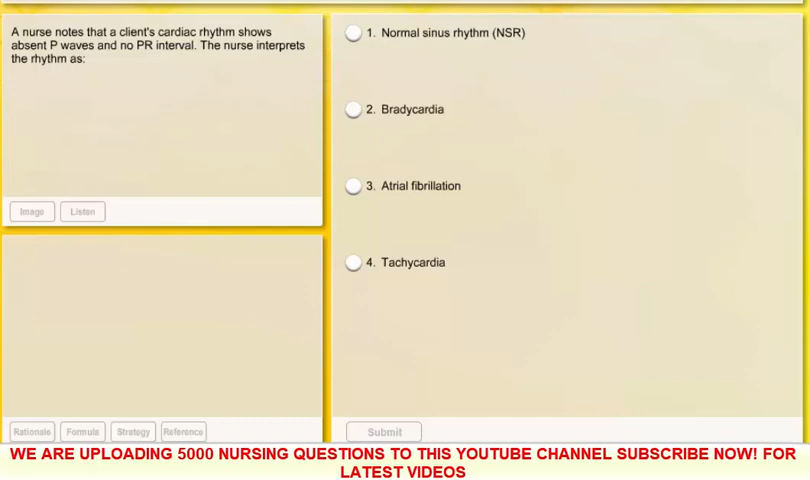 A nurse notes that a client's cardiac rhythm shows
absent P waves and no PR interval. The nurse interprets
the rhythm as:
Image Listen
1. Normal sinus rhythm (NSR)
2. Bradycardia
3. Atrial fibrillation
4. Tachycardia
Rationale Formula Strategy Reference
Submit
WE ARE UPLOADING 5000 NURSING QUESTIONS TO THIS YOUTUBE CHANNEL SUBSCRIBE NOW! FOR
LATEST VIDEOS